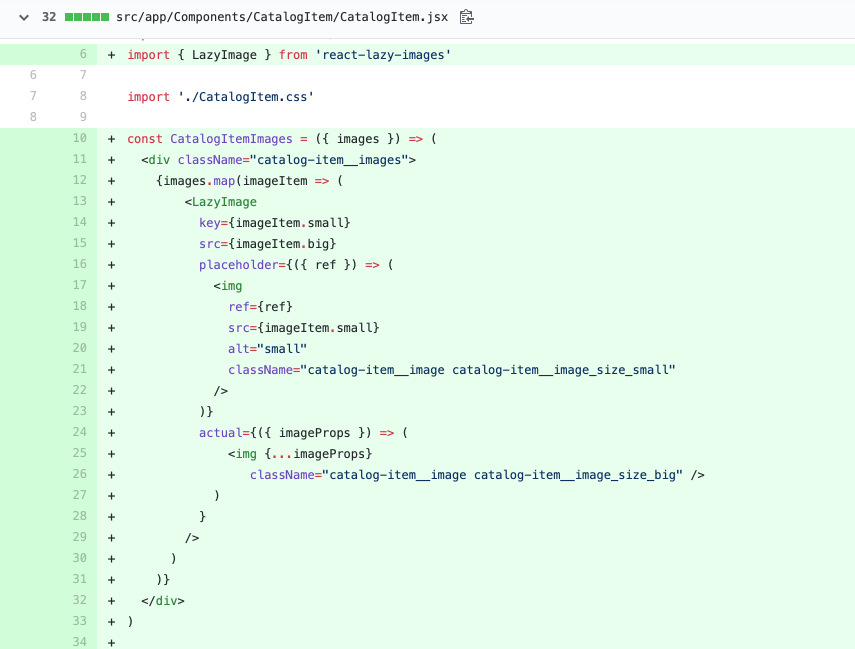 32 src/app/Components/CatalogItem/CatalogItem.jsx
6 + import { LazyImage } from 'react-lazy-images'
6 7
7 8 import './CatalogItem.css'
8 9
10 + const CatalogItemImages = ({ images }) => (
11 + <div className="catalog-item__images">
12 + {images.map(imageItem => (
13 + <LazyImage
14 + key={imageItem.small}
15 + src={imageItem.big}
16 + placeholder={({ ref }) => (
17 + <img
18 + ref={ref}
19 + src={imageItem.small}
20 + alt="small"
21 + className="catalog-item__image catalog-item__image_size_small"
22 + />
23 + )}
24 + actual={({ imageProps }) => (
25 + <img {...imageProps}
26 + className="catalog-item__image catalog-item__image_size_big" />
27 + )
28 + }
29 + />
30 + )
31 + )}
32 + </div>
33 + )
34 +